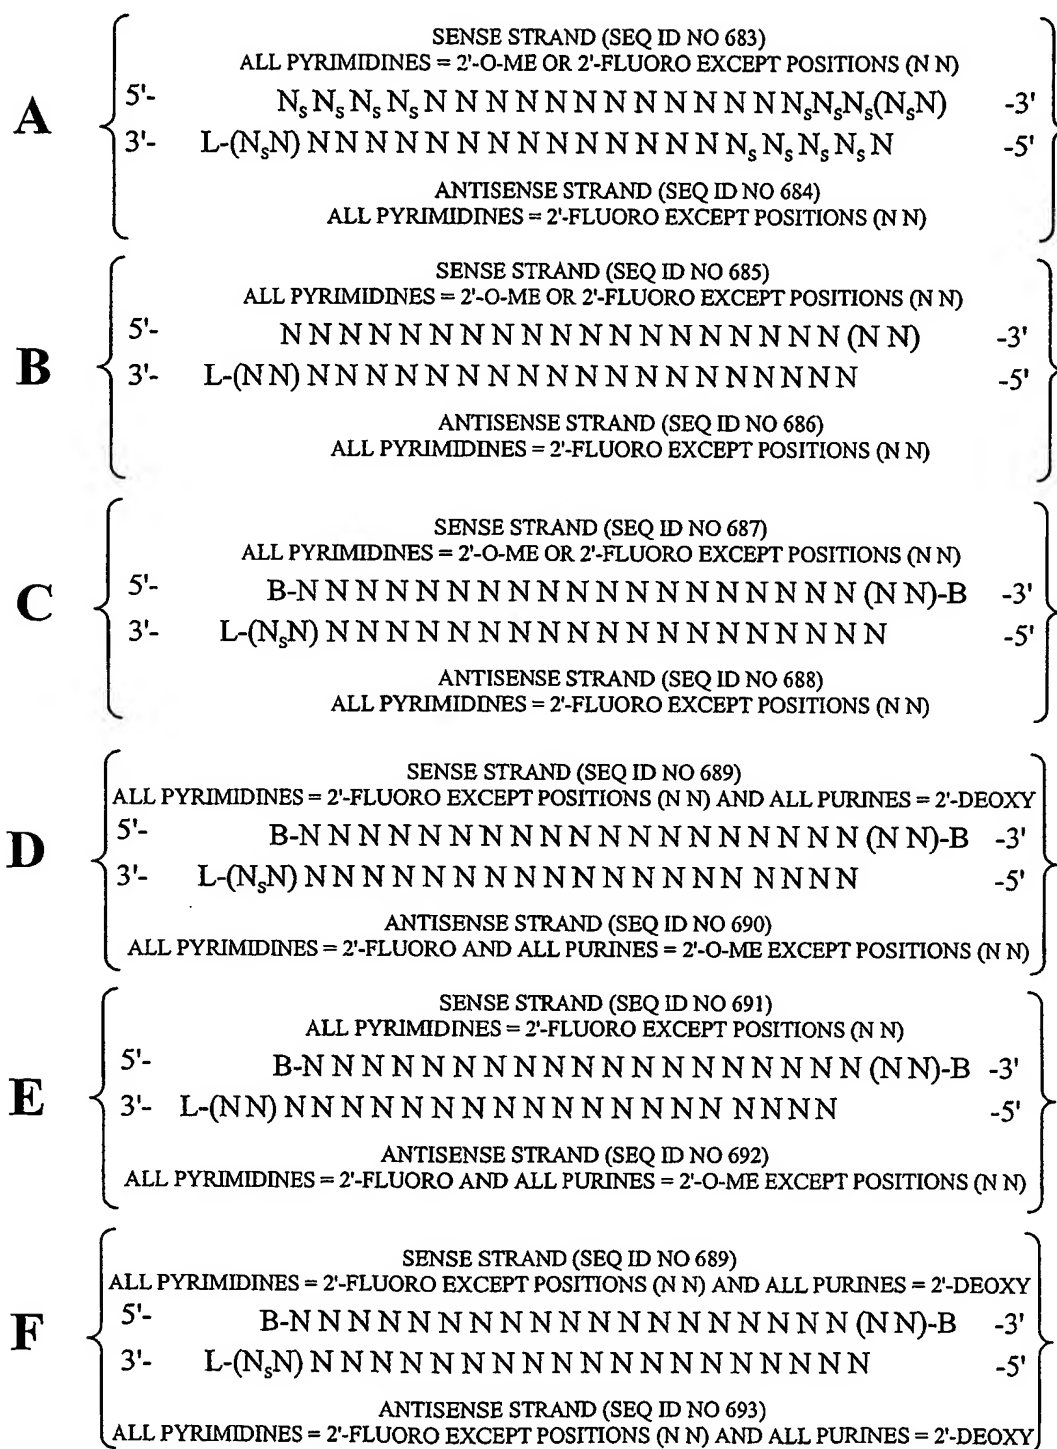 A
SENSE STRAND (SEQ ID NO 683)
ALL PYRIMIDINES = 2'-O-ME OR 2'-FLUORO EXCEPT POSITIONS (N N)
5'- NₛNₛNₛNₛN N N N N N N N N N N N NₛNₛNₛ(NₛN) -3'
3'- L-(NₛN) N N N N N N N N N N N N N N NₛNₛNₛNₛN -5'
ANTISENSE STRAND (SEQ ID NO 684)
ALL PYRIMIDINES = 2'-FLUORO EXCEPT POSITIONS (N N)
B
SENSE STRAND (SEQ ID NO 685)
ALL PYRIMIDINES = 2'-O-ME OR 2'-FLUORO EXCEPT POSITIONS (N N)
5'- N N N N N N N N N N N N N N N N N N N (N N) -3'
3'- L-(N N) N N N N N N N N N N N N N N N N N N N -5'
ANTISENSE STRAND (SEQ ID NO 686)
ALL PYRIMIDINES = 2'-FLUORO EXCEPT POSITIONS (N N)
C
SENSE STRAND (SEQ ID NO 687)
ALL PYRIMIDINES = 2'-O-ME OR 2'-FLUORO EXCEPT POSITIONS (N N)
5'- B-N N N N N N N N N N N N N N N N N N N (N N)-B -3'
3'- L-(NₛN) N N N N N N N N N N N N N N N N N N N -5'
ANTISENSE STRAND (SEQ ID NO 688)
ALL PYRIMIDINES = 2'-FLUORO EXCEPT POSITIONS (N N)
D
SENSE STRAND (SEQ ID NO 689)
ALL PYRIMIDINES = 2'-FLUORO EXCEPT POSITIONS (N N) AND ALL PURINES = 2'-DEOXY
5'- B-N N N N N N N N N N N N N N N N N N N (N N)-B -3'
3'- L-(NₛN) N N N N N N N N N N N N N N N N N N N -5'
ANTISENSE STRAND (SEQ ID NO 690)
ALL PYRIMIDINES = 2'-FLUORO AND ALL PURINES = 2'-O-ME EXCEPT POSITIONS (N N)
E
SENSE STRAND (SEQ ID NO 691)
ALL PYRIMIDINES = 2'-FLUORO EXCEPT POSITIONS (N N)
5'- B-N N N N N N N N N N N N N N N N N N N (N N)-B -3'
3'- L-(N N) N N N N N N N N N N N N N N N N N N N -5'
ANTISENSE STRAND (SEQ ID NO 692)
ALL PYRIMIDINES = 2'-FLUORO AND ALL PURINES = 2'-O-ME EXCEPT POSITIONS (N N)
F
SENSE STRAND (SEQ ID NO 689)
ALL PYRIMIDINES = 2'-FLUORO EXCEPT POSITIONS (N N) AND ALL PURINES = 2'-DEOXY
5'- B-N N N N N N N N N N N N N N N N N N N (N N)-B -3'
3'- L-(NₛN) N N N N N N N N N N N N N N N N N N N -5'
ANTISENSE STRAND (SEQ ID NO 693)
ALL PYRIMIDINES = 2'-FLUORO EXCEPT POSITIONS (N N) AND ALL PURINES = 2'-DEOXY